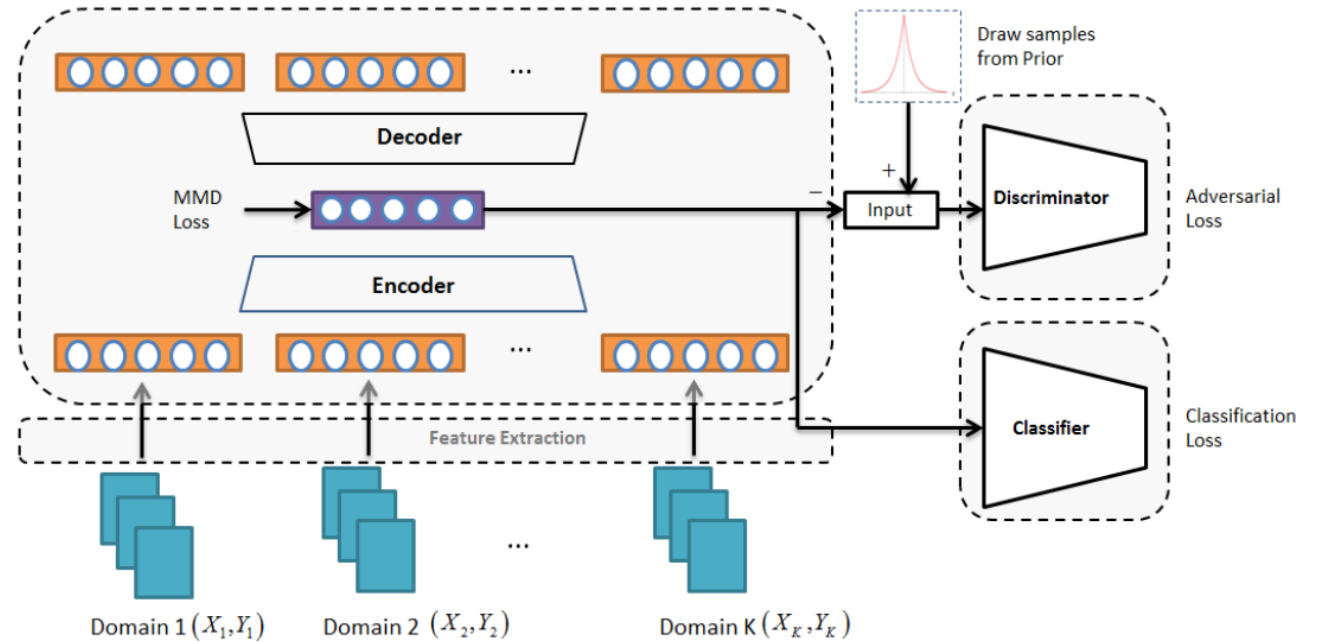 Draw samples
from Prior
...
Decoder
MMD
Loss
−
+
Input
Discriminator
Adversarial
Loss
Encoder
...
Feature Extraction
Classifier
Classification
Loss
...
Domain 1 (X₁,Y₁)
Domain 2 (X₂,Y₂)
Domain K (X_K,Y_K)